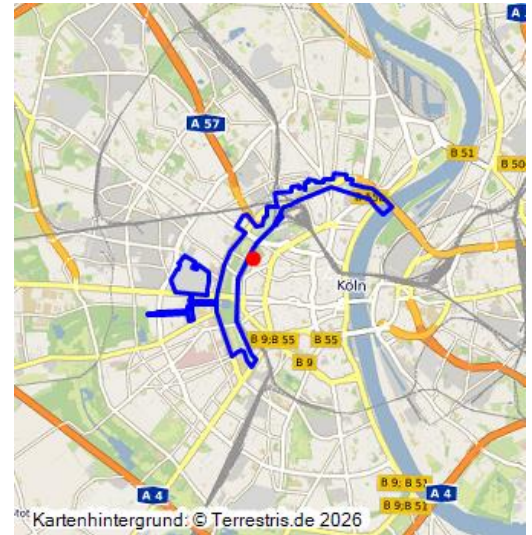 A
A 57
B 51
B 50
Köln
B 9;B 55
B 55
B 9
B 9; B 51
A 4
A 4
B 9;B 51
Kartenhintergrund: © Terrestris.de 2026